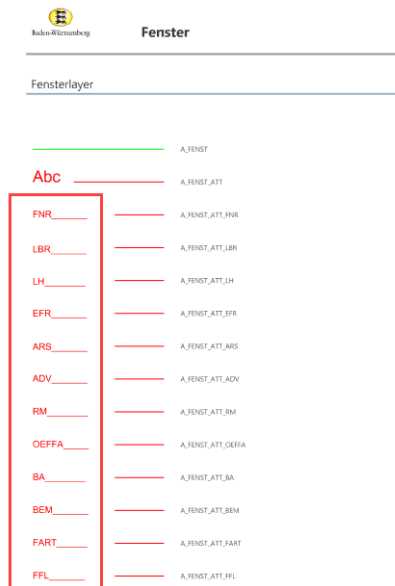 Baden-Württemberg
Fenster
Fensterlayer
A_FENST
Abc
A_FENST_ATT
FNR______ A_FENST_ATT_FNR
LBR______ A_FENST_ATT_LBR
LH_______ A_FENST_ATT_LH
EFR______ A_FENST_ATT_EFR
ARS______ A_FENST_ATT_ARS
ADV______ A_FENST_ATT_ADV
RM_______ A_FENST_ATT_RM
OEFFA____ A_FENST_ATT_OEFFA
BA_______ A_FENST_ATT_BA
BEM______ A_FENST_ATT_BEM
FART_____ A_FENST_ATT_FART
FFL______ A_FENST_ATT_FFL